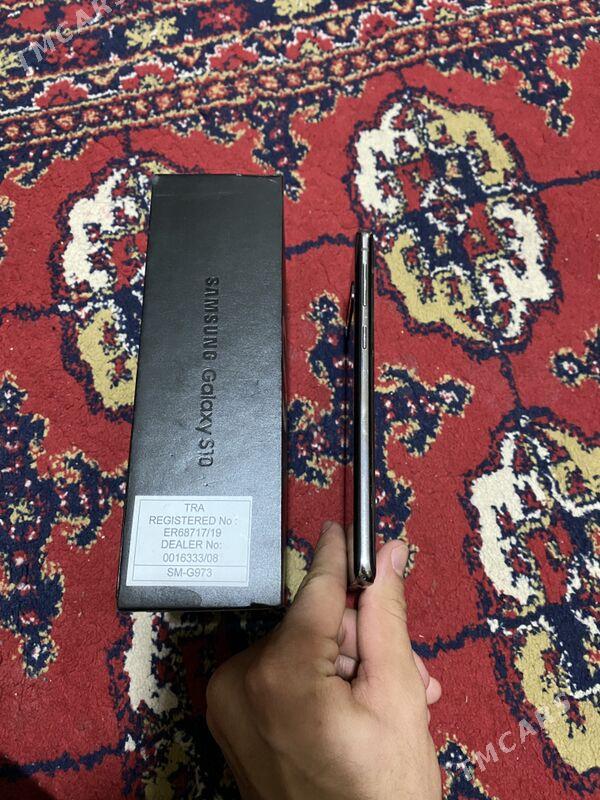 TMCARS
SAMSUNG Galaxy S10
TRA
REGISTERED No :
ER68717/19
DEALER No:
0016333/08
SM-G973
TMCARS